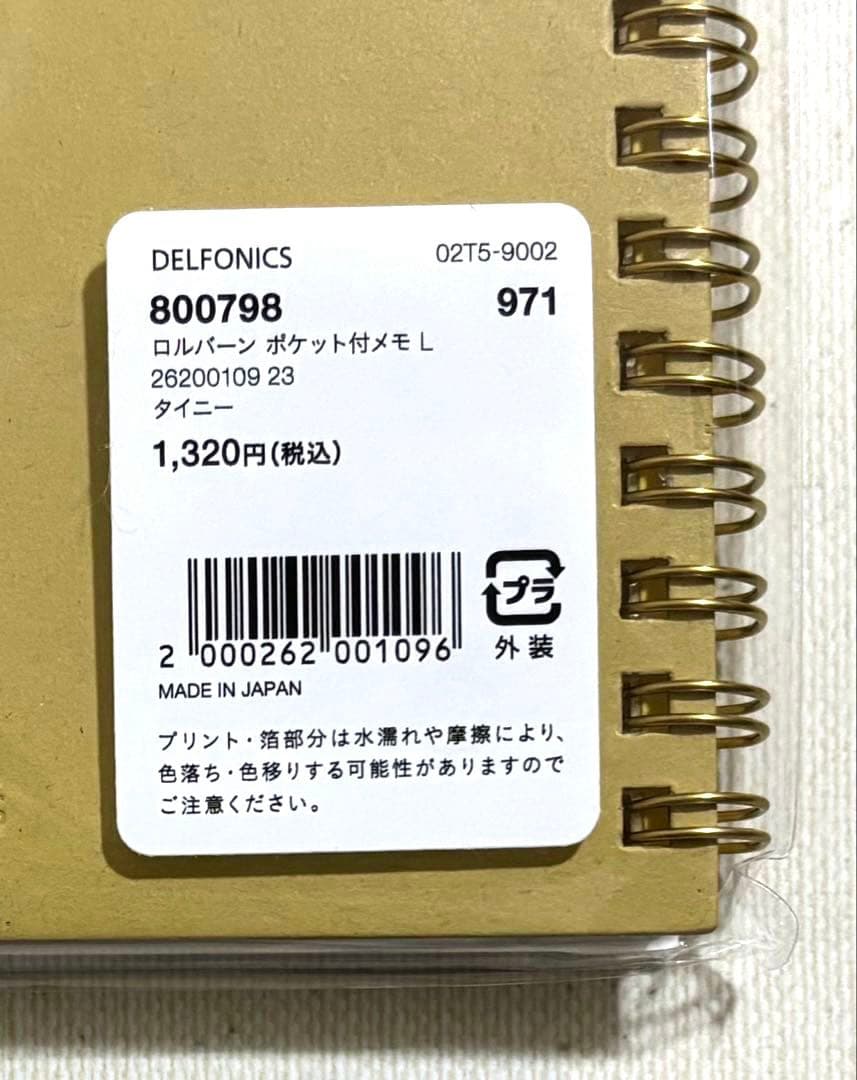 DELFONICS 02T5-9002
800798 971
ロルバーン ポケット付メモ L
26200109 23
タイニー
1,320円(税込)
プラ
外装
2 000262 001096
MADE IN JAPAN
プリント・箔部分は水濡れや摩擦により、
色落ち・色移りする可能性がありますので
ご注意ください。